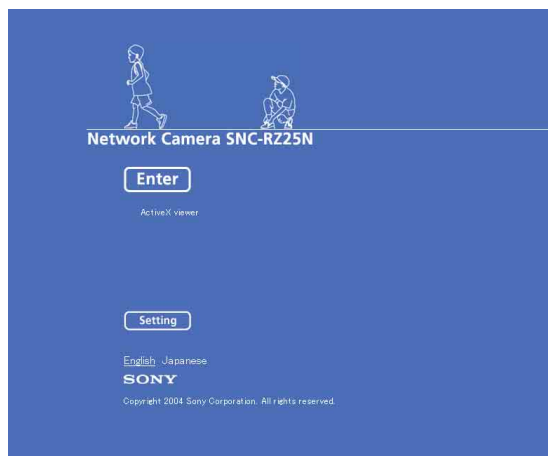 Network Camera SNC-RZ25N
Enter
ActiveX viewer
Setting
English Japanese
SONY
Copyright 2004 Sony Corporation. All rights reserved.